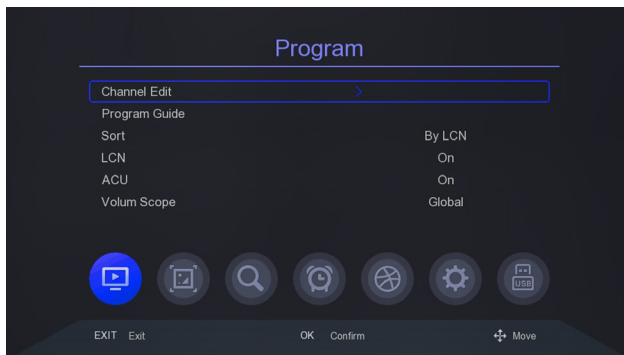 Program
Channel Edit
Program Guide
Sort By LCN
LCN On
ACU On
Volum Scope Global
USB
EXIT Exit OK Confirm Move